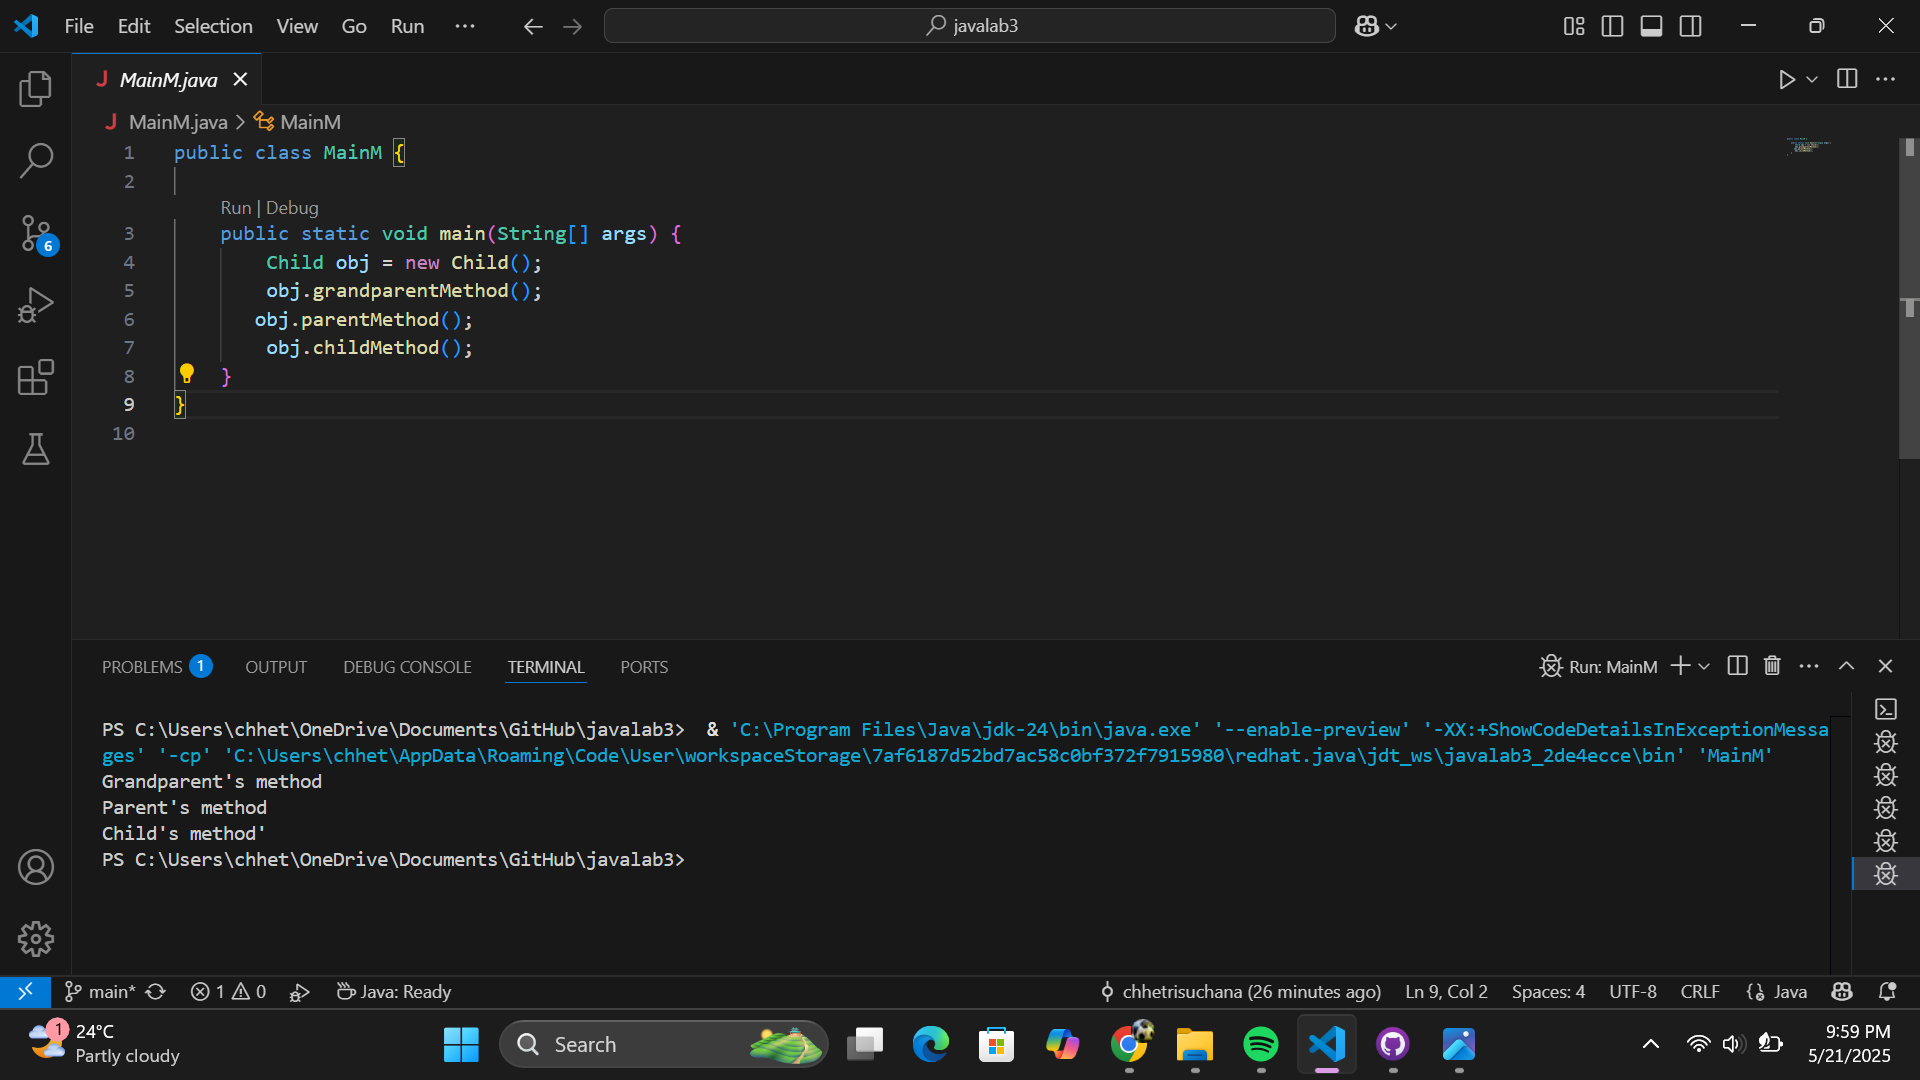 File Edit Selection View Go Run ··· javalab3
MainM.java
MainM.java > MainM
1 public class MainM {
2
Run | Debug
3 public static void main(String[] args) {
4 Child obj = new Child();
5 obj.grandparentMethod();
6 obj.parentMethod();
7 obj.childMethod();
8 }
9 }
10
6
PROBLEMS 1 OUTPUT DEBUG CONSOLE TERMINAL PORTS Run: MainM
PS C:\Users\chhet\OneDrive\Documents\GitHub\javalab3>  & 'C:\Program Files\Java\jdk-24\bin\java.exe' '--enable-preview' '-XX:+ShowCodeDetailsInExceptionMessa
ges' '-cp' 'C:\Users\chhet\AppData\Roaming\Code\User\workspaceStorage\7af6187d52bd7ac58c0bf372f7915980\redhat.java\jdt_ws\javalab3_2de4ecce\bin' 'MainM'
Grandparent's method
Parent's method
Child's method'
PS C:\Users\chhet\OneDrive\Documents\GitHub\javalab3>
main* 1 0 Java: Ready chhetrisuchana (26 minutes ago) Ln 9, Col 2 Spaces: 4 UTF-8 CRLF {} Java
1 24°C
Partly cloudy
Search
9:59 PM
5/21/2025